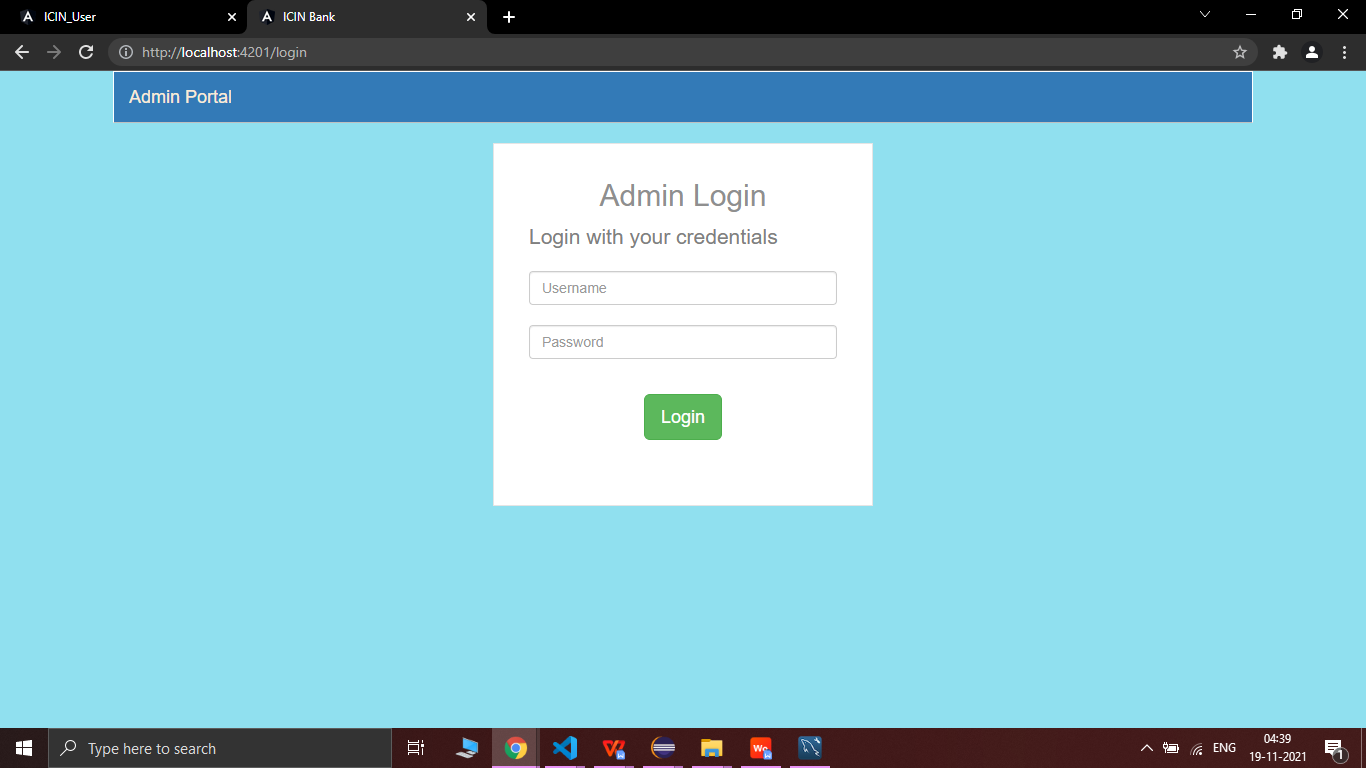 ICIN_User
ICIN Bank
http://localhost:4201/login
Admin Portal
Admin Login
Login with your credentials
Username
Password
Login
Type here to search
ENG
04:39
19-11-2021
1